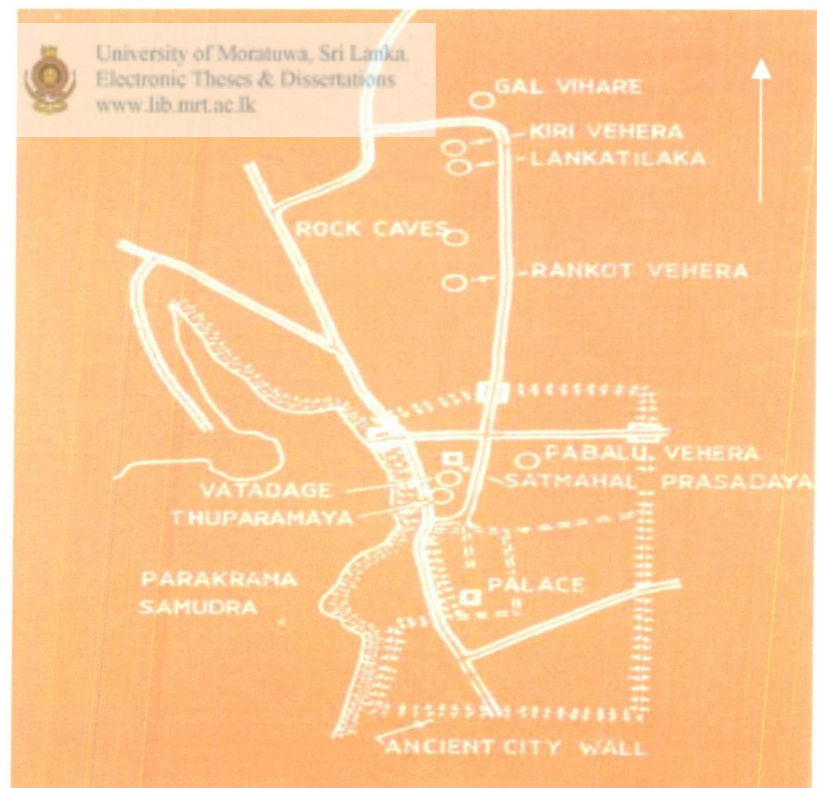 University of Moratuwa, Sri Lanka.
Electronic Theses & Dissertations
www.lib.mrt.ac.lk
GAL VIHARE
KIRI VEHERA
LANKATILAKA
ROCK CAVES
RANKOT VEHERA
PABALU. VEHERA
VATADAGE
SATMAHAL PRASADAYA
THUPARAMAYA
PARAKRAMA
SAMUDRA
PALACE
ANCIENT CITY WALL